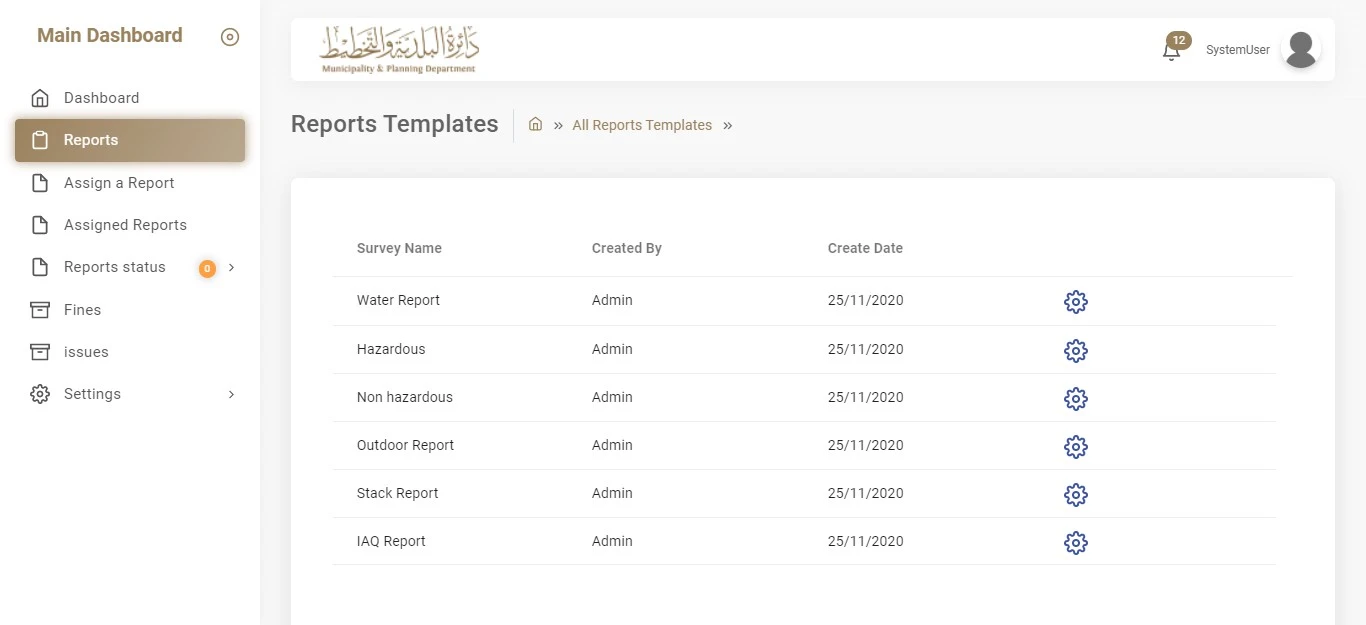 Main Dashboard
دائرة البلدية والتخطيط
Municipality & Planning Department
12
SystemUser
Dashboard
Reports
Assign a Report
Assigned Reports
Reports status 0
Fines
issues
Settings
Reports Templates
» All Reports Templates »
Survey Name Created By Create Date
Water Report Admin 25/11/2020
Hazardous Admin 25/11/2020
Non hazardous Admin 25/11/2020
Outdoor Report Admin 25/11/2020
Stack Report Admin 25/11/2020
IAQ Report Admin 25/11/2020